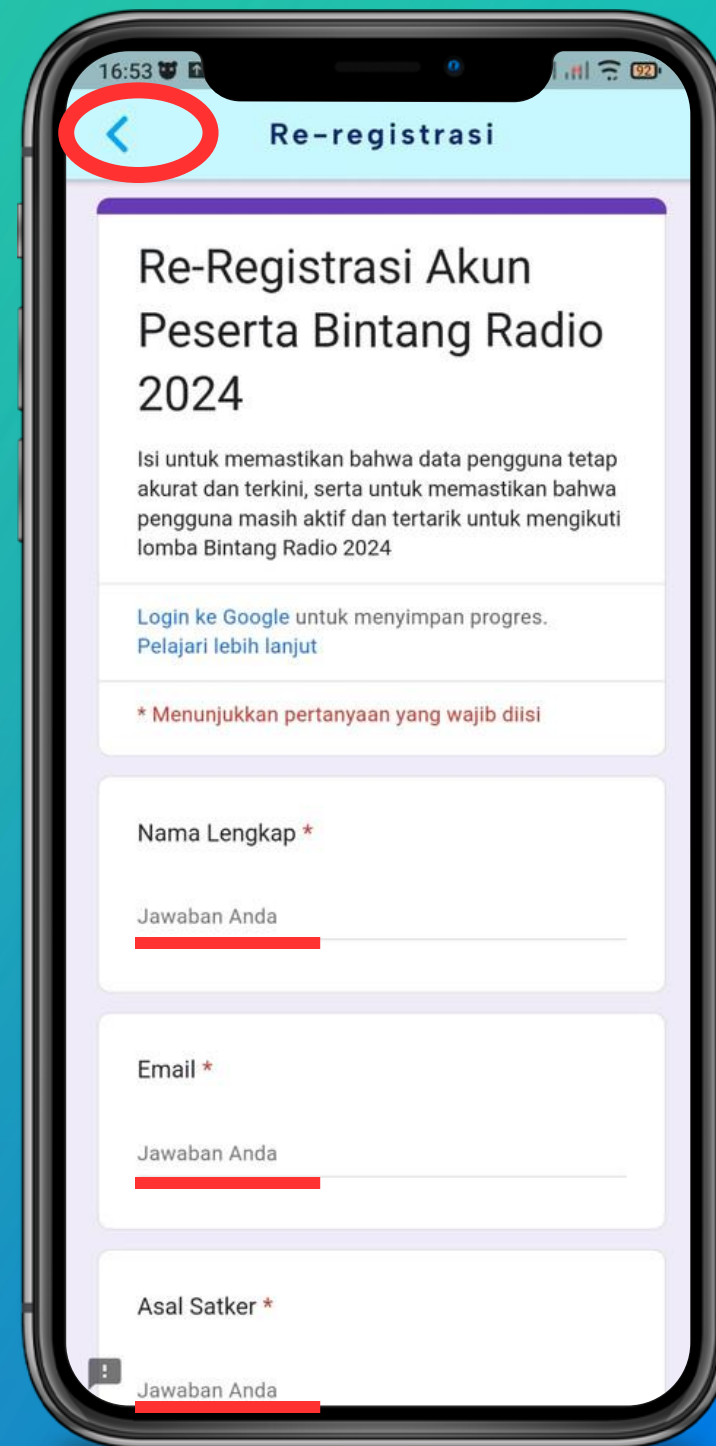 16:53
92
Re-registrasi
Re-Registrasi Akun
Peserta Bintang Radio
2024
Isi untuk memastikan bahwa data pengguna tetap
akurat dan terkini, serta untuk memastikan bahwa
pengguna masih aktif dan tertarik untuk mengikuti
lomba Bintang Radio 2024
Login ke Google untuk menyimpan progres.
Pelajari lebih lanjut
* Menunjukkan pertanyaan yang wajib diisi
Nama Lengkap *
Jawaban Anda
Email *
Jawaban Anda
Asal Satker *
Jawaban Anda